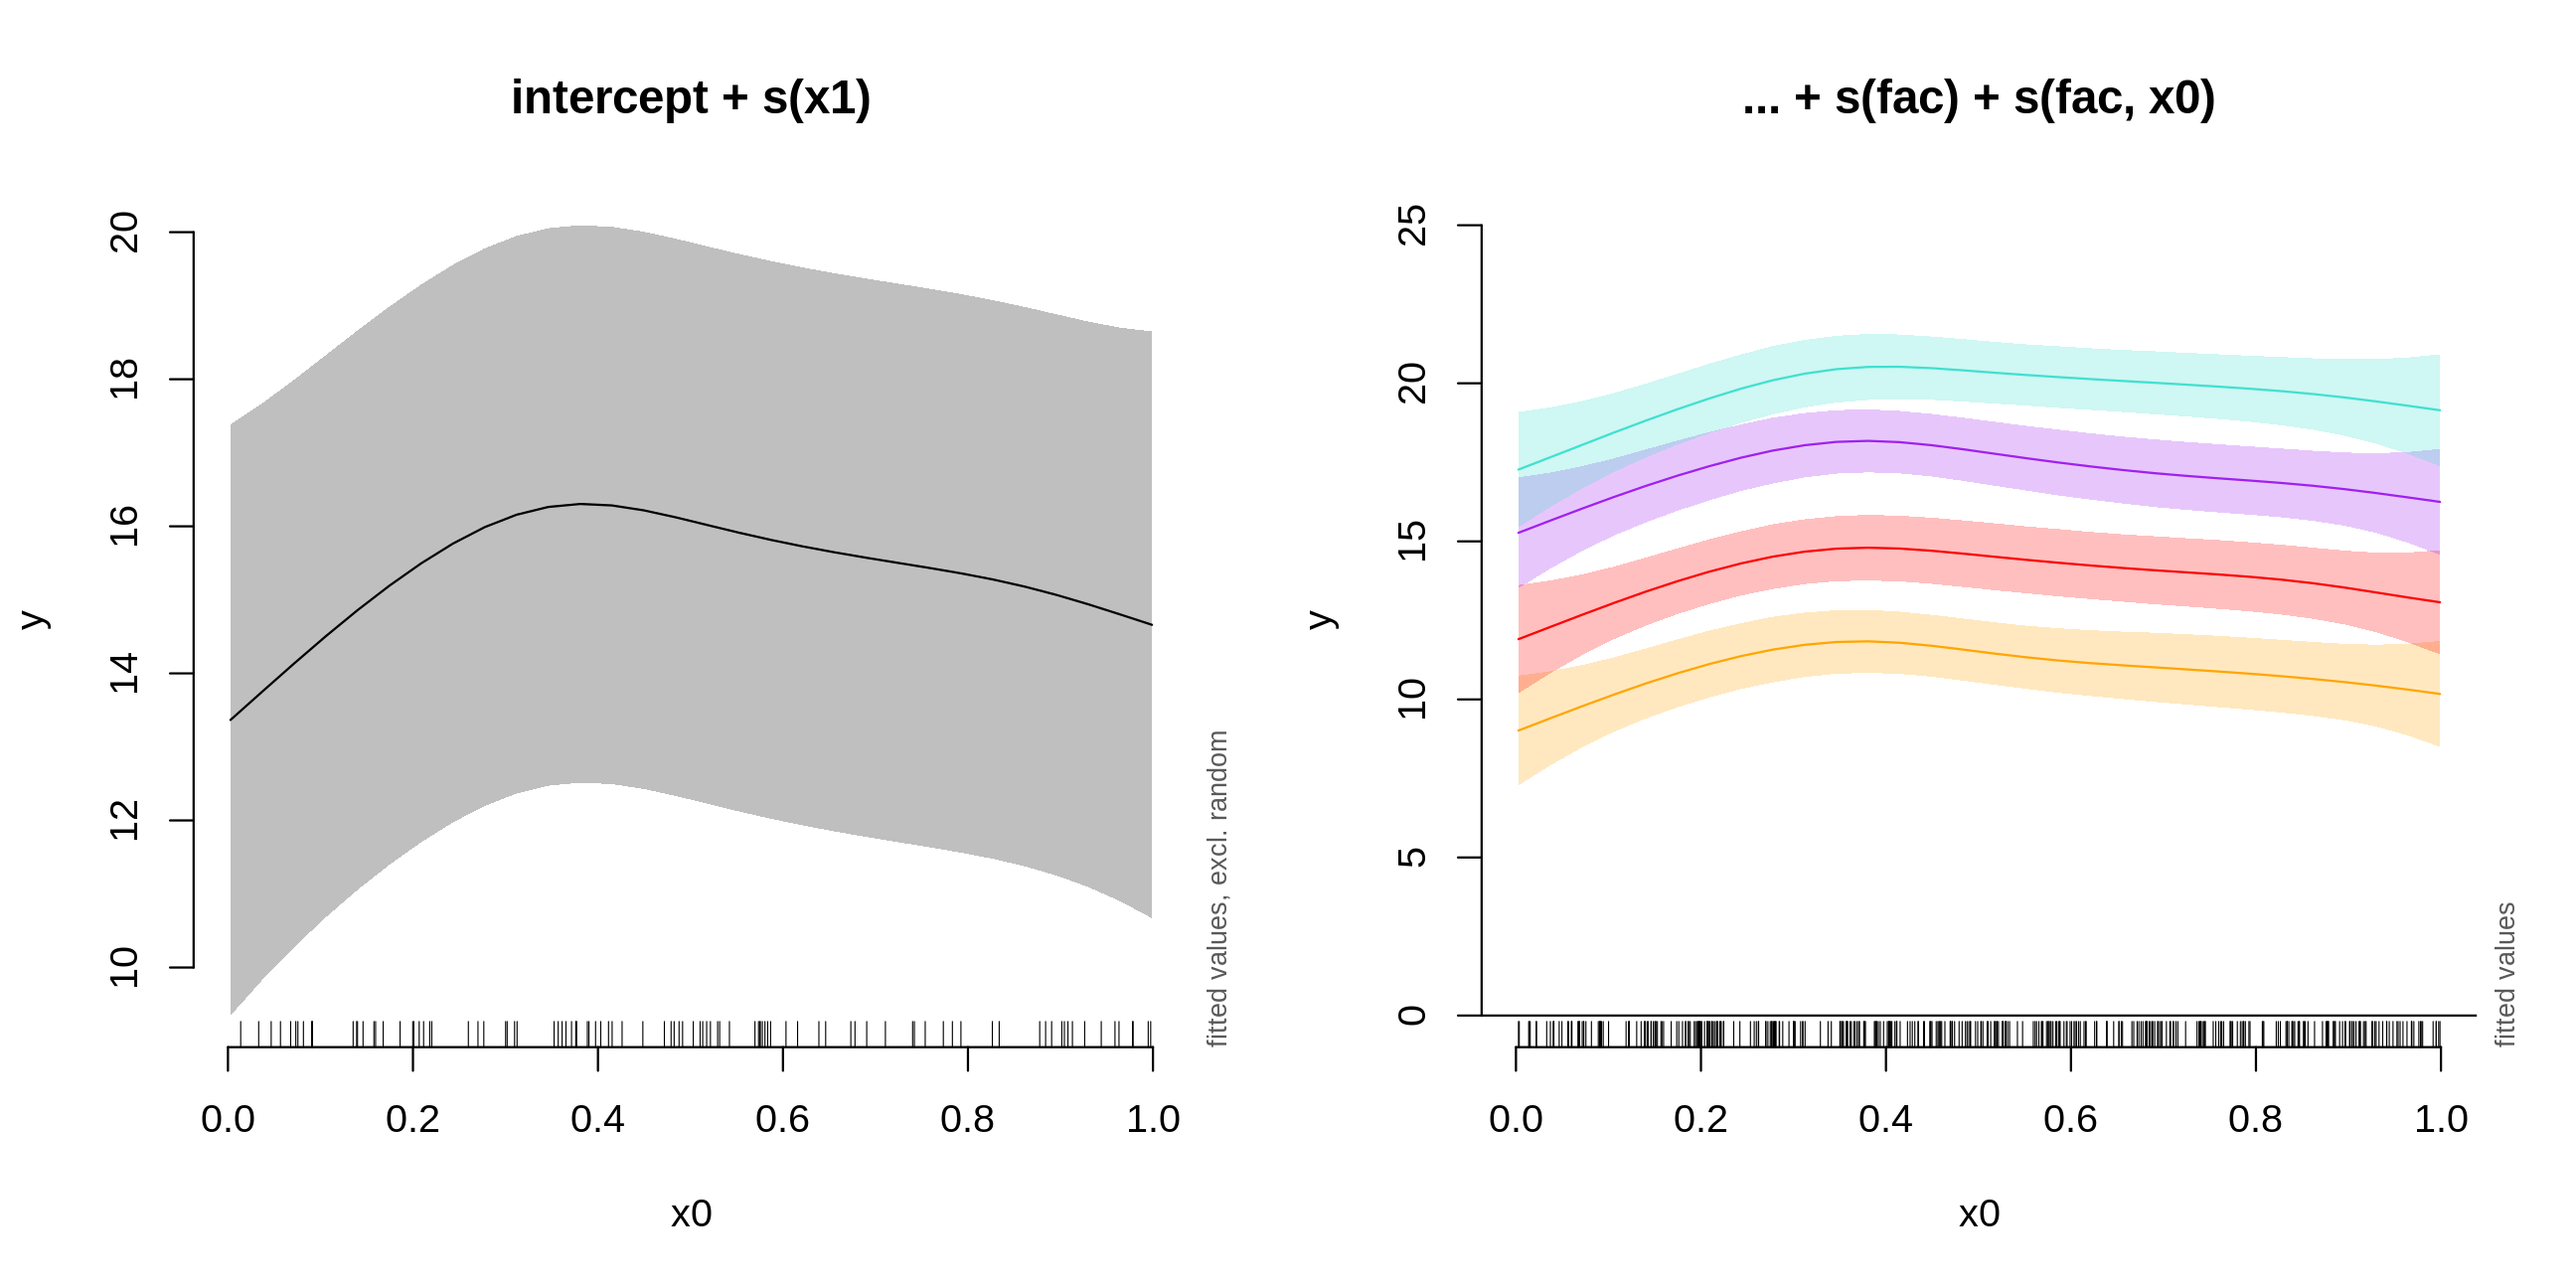 intercept + s(x1)
20
18
16
14
12
10
y
0.0 0.2 0.4 0.6 0.8 1.0
x0
fitted values, excl. random
... + s(fac) + s(fac, x0)
25
20
15
10
5
0
y
0.0 0.2 0.4 0.6 0.8 1.0
x0
fitted values